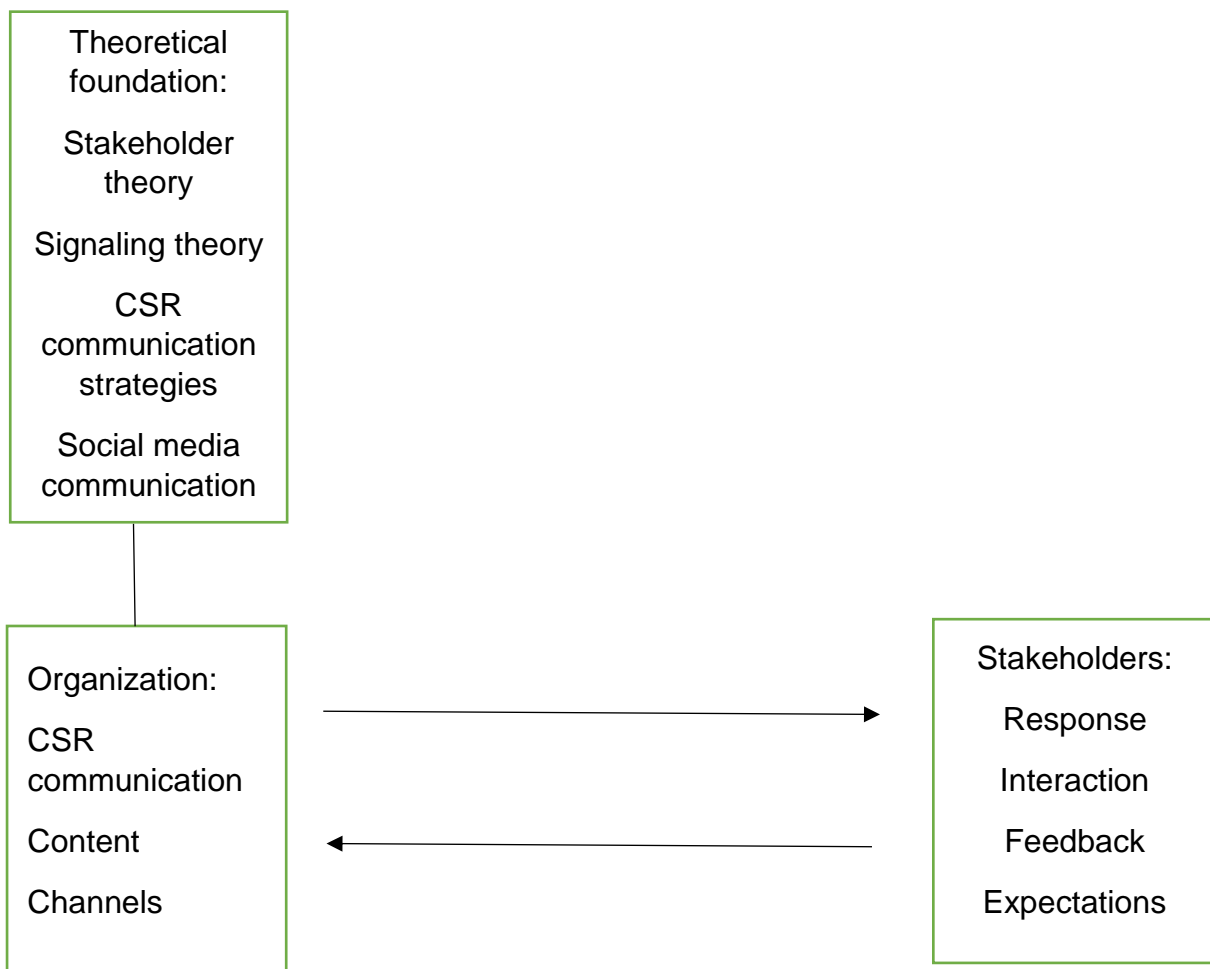 Theoretical
foundation:
Stakeholder
theory
Signaling theory
CSR
communication
strategies
Social media
communication
Organization:
CSR
communication
Content
Channels
Stakeholders:
Response
Interaction
Feedback
Expectations